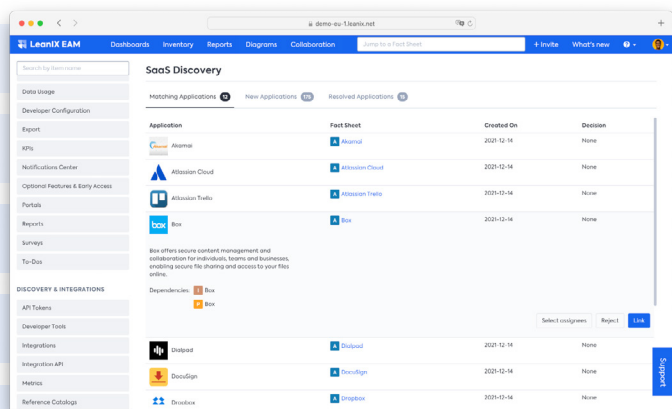 demo-eu-1.leanix.net
LeanIX EAM Dashboards Inventory Reports Diagrams Collaboration Jump to a Fact Sheet + Invite What's new
Search by item name
Data Usage
Developer Configuration
Export
KPIs
Notifications Center
Optional Features & Early Access
Portals
Reports
Surveys
To-Dos
DISCOVERY & INTEGRATIONS
API Tokens
Developer Tools
Integrations
Integration API
Metrics
Reference Catalogs
SaaS Discovery
Matching Applications 12 New Applications 175 Resolved Applications
Application Fact Sheet Created On Decision
Akamai A Akamai 2021-12-14 None
Atlassian Cloud A Atlassian Cloud 2021-12-14 None
Atlassian Trello A Atlassian Trello 2021-12-14 None
box Box A Box 2021-12-14 None
Box offers secure content management and
collaboration for individuals, teams and businesses,
enabling secure file sharing and access to your files
online.
Dependencies: I Box
P Box
Select assignees Reject Link
Dialpad A Dialpad 2021-12-14 None
DocuSign A DocuSign 2021-12-14 None
Dropbox A Dropbox 2021-12-14 None
Support